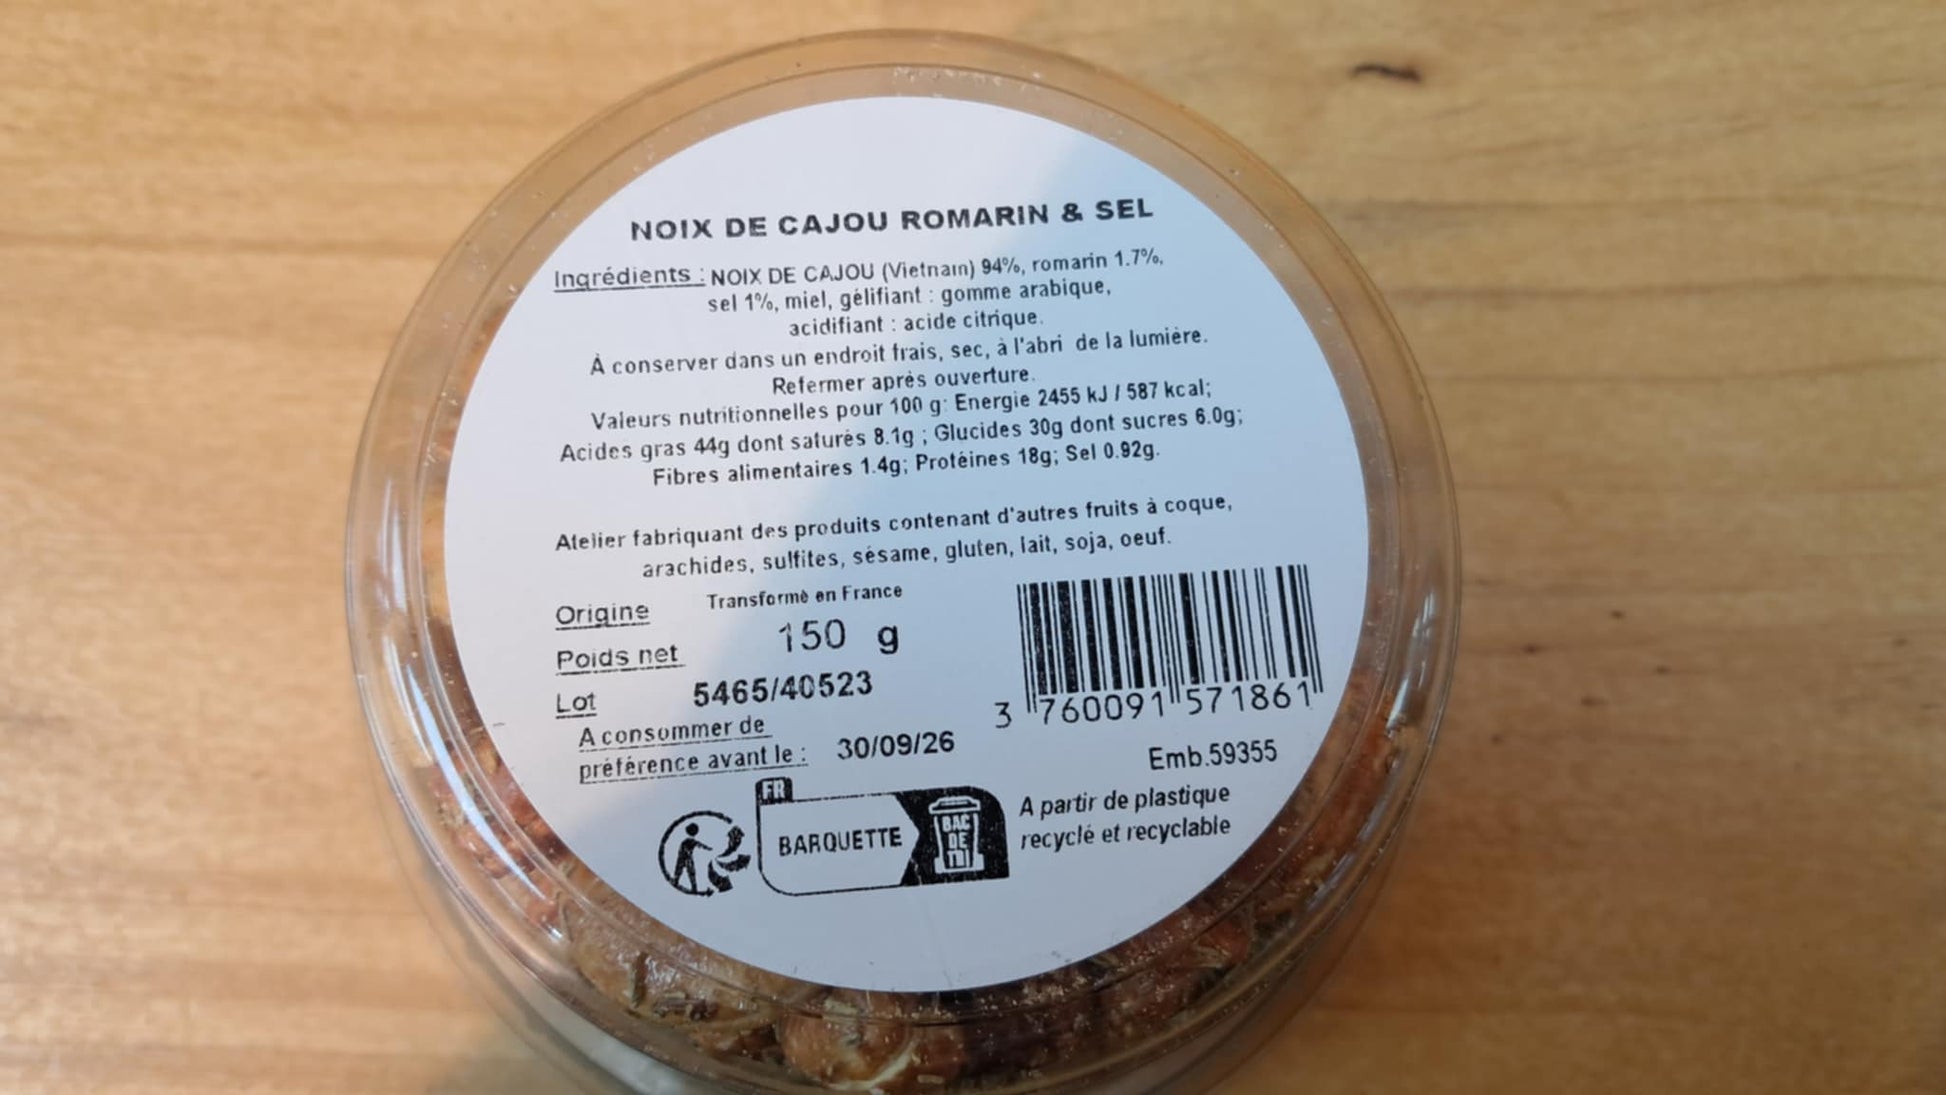 NOIX DE CAJOU ROMARIN & SEL
Ingrédients : NOIX DE CAJOU (Vietnam) 94%, romarin 1.7%,
sel 1%, miel, gélifiant : gomme arabique,
acidifiant : acide citrique.
À conserver dans un endroit frais, sec, à l'abri de la lumière.
Refermer après ouverture.
Valeurs nutritionnelles pour 100 g: Energie 2455 kJ / 587 kcal;
Acides gras 44g dont saturés 8.1g ; Glucides 30g dont sucres 6.0g;
Fibres alimentaires 1.4g; Protéines 18g; Sel 0.92g.
Atelier fabriquant des produits contenant d'autres fruits à coque,
arachides, sulfites, sésame, gluten, lait, soja, oeuf.
Origine Transformé en France
Poids net 150 g
Lot 5465/40523
A consommer de
préférence avant le : 30/09/26
3 760091 571861
Emb.59355
FR
BARQUETTE
BAC
DE
TRI
A partir de plastique
recyclé et recyclable